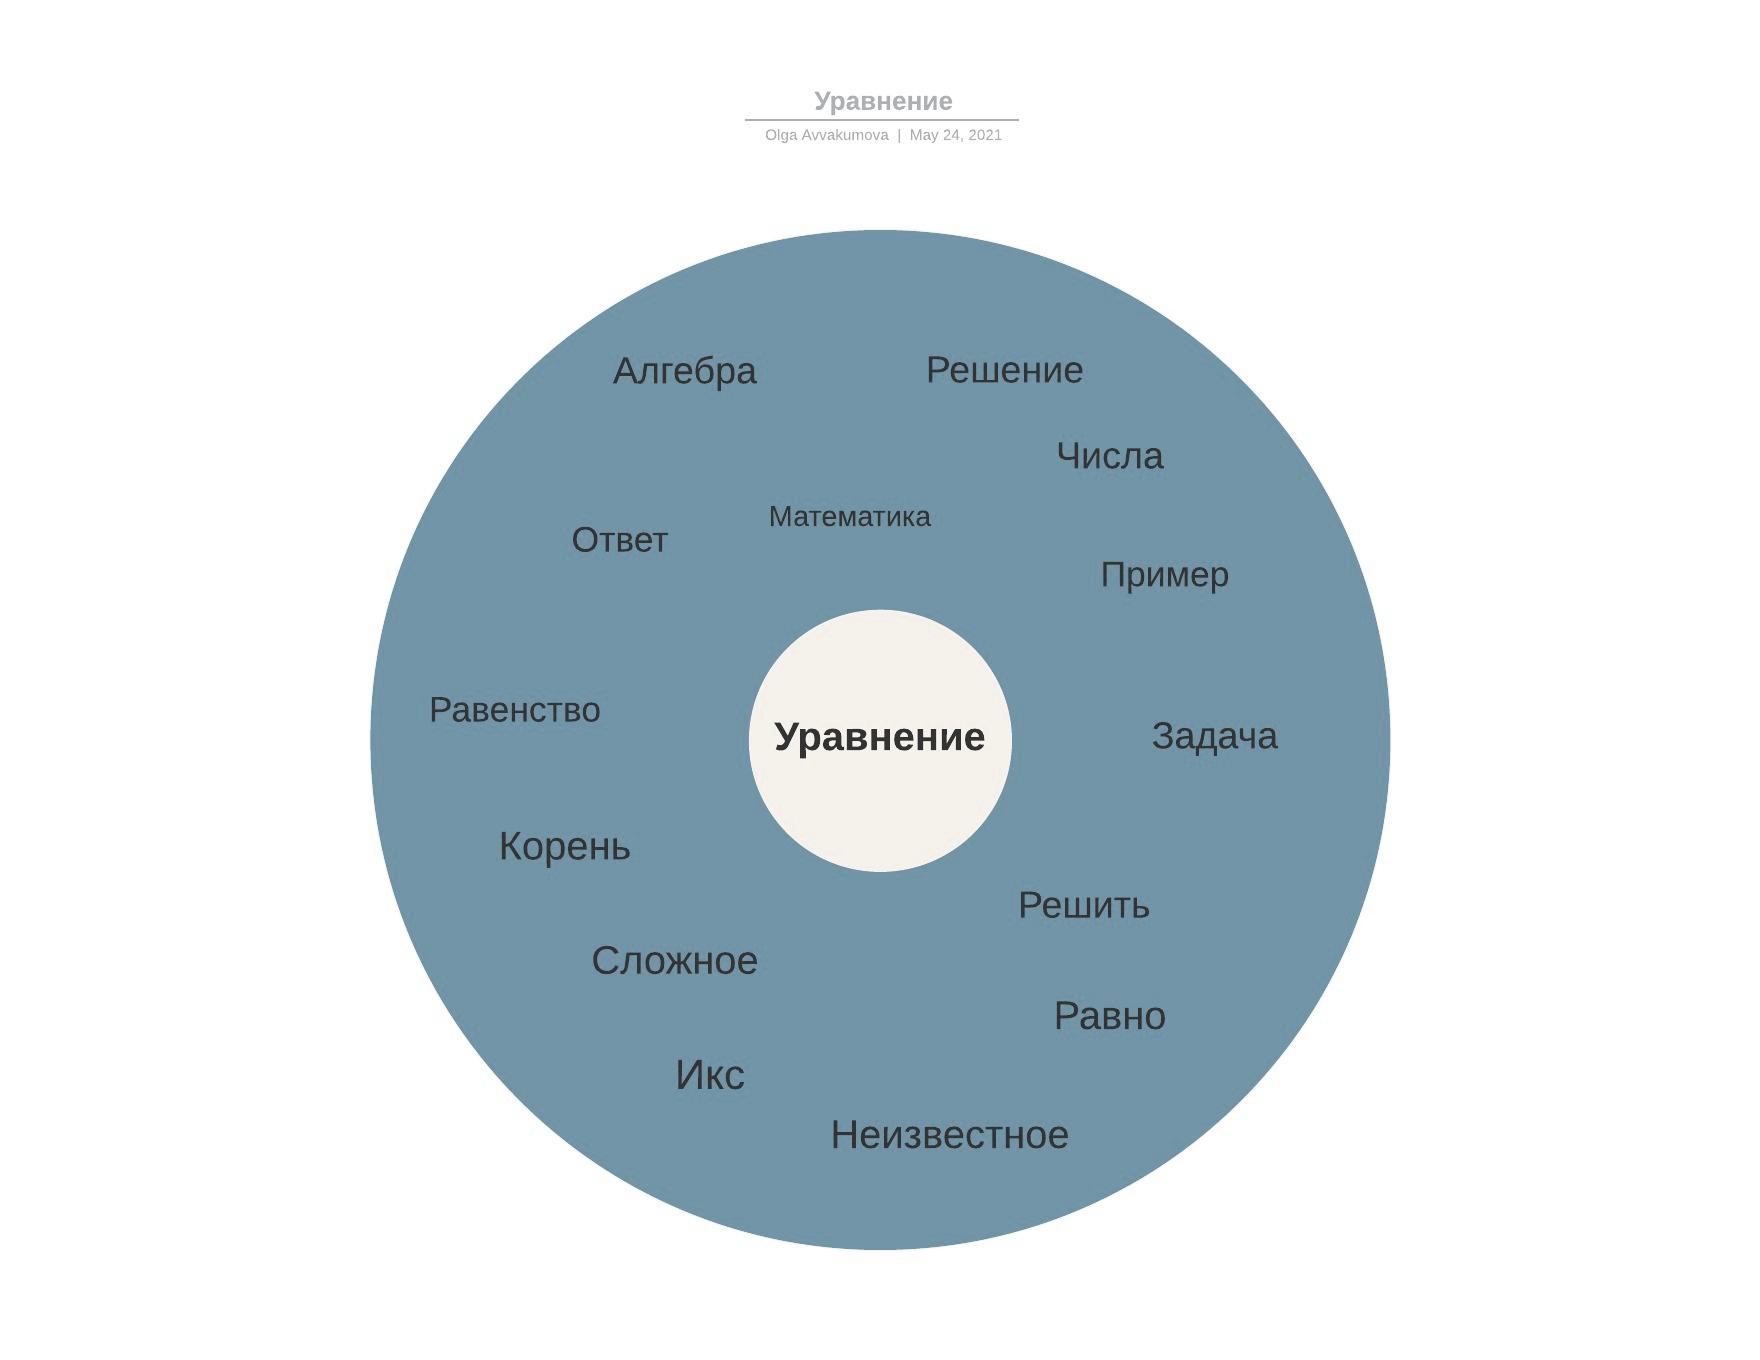 Уравнение
Olga Avvakumova | May 24, 2021
Алгебра
Решение
Числа
Математика
Ответ
Пример
Равенство
Уравнение
Задача
Корень
Решить
Сложное
Равно
Икс
Неизвестное